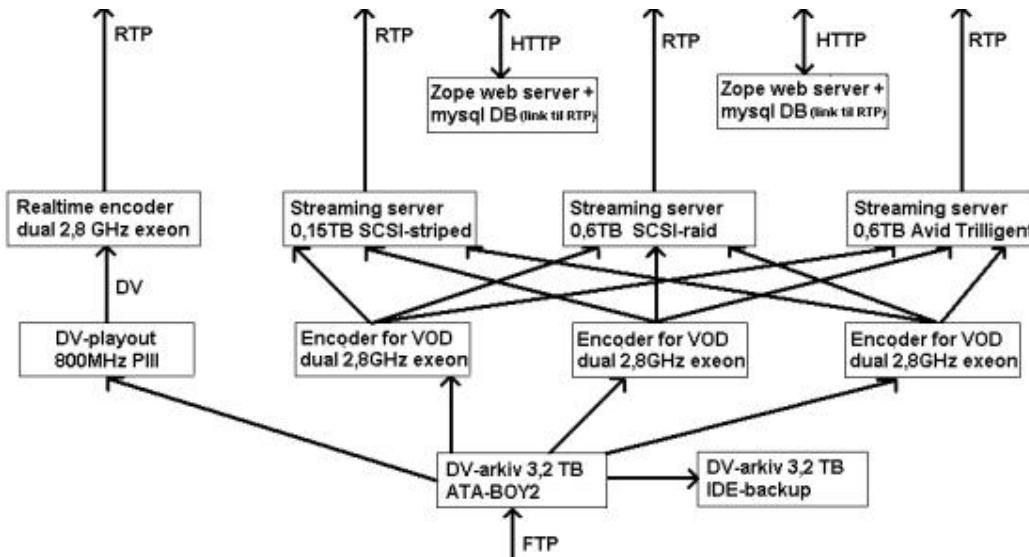 RTP
RTP
HTTP
RTP
HTTP
RTP
Zope web server +
mysql DB (link til RTP)
Zope web server +
mysql DB (link til RTP)
Realtime encoder
dual 2,8 GHz exeon
Streaming server
0,15TB SCSI-striped
Streaming server
0,6TB SCSI-raid
Streaming server
0,6TB Avid Trilligent
DV
DV-playout
800MHz PIII
Encoder for VOD
dual 2,8GHz exeon
Encoder for VOD
dual 2,8GHz exeon
Encoder for VOD
dual 2,8GHz exeon
DV-arkiv 3,2 TB
ATA-BOY2
DV-arkiv 3,2 TB
IDE-backup
FTP